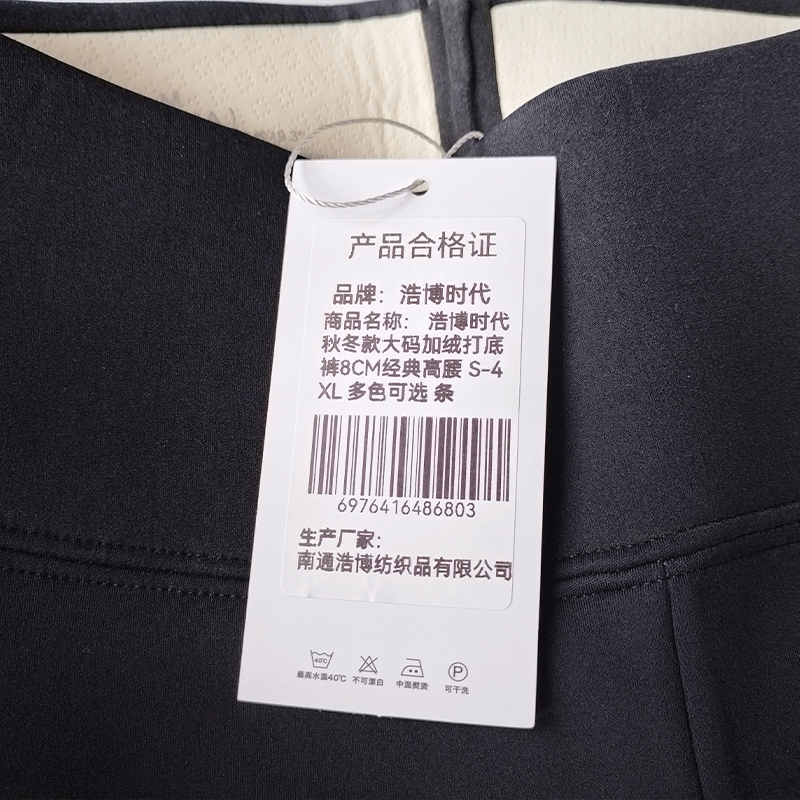 产品合格证
品牌：浩博时代
商品名称：浩博时代
秋冬款大码加绒打底
裤8CM经典高腰 S-4
XL 多色可选 条
6976416486803
生产厂家：
南通浩博纺织品有限公司
40℃
最高水温40℃ 不可漂白 中温熨烫 可干洗
P